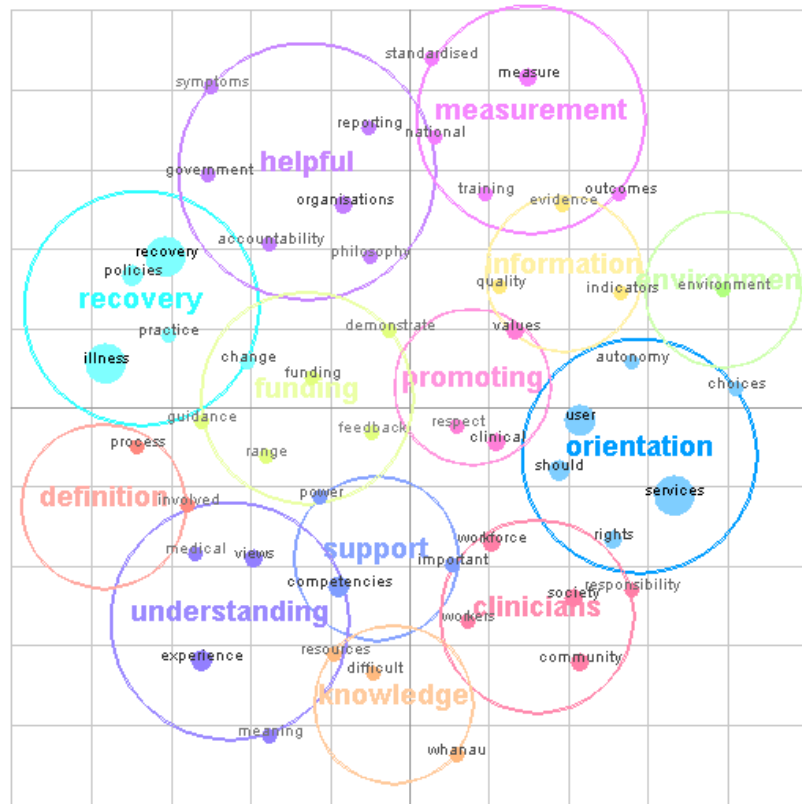 standardised
measure
symptoms
measurement
reporting
national
helpful
government
training
outcomes
evidence
organisations
accountability
philosophy
recovery
policies
information
environment
environment
quality
indicators
recovery
practice
demonstrate
values
illness
change
funding
funding
promoting
autonomy
choices
guidance
user
process
range
feedback
respect
clinical
orientation
should
definition
involved
power
services
medical
views
support
workforce
rights
important
competencies
understanding
clinicians
society
responsibility
workers
experience
resources
difficult
community
knowledge
meaning
whanau